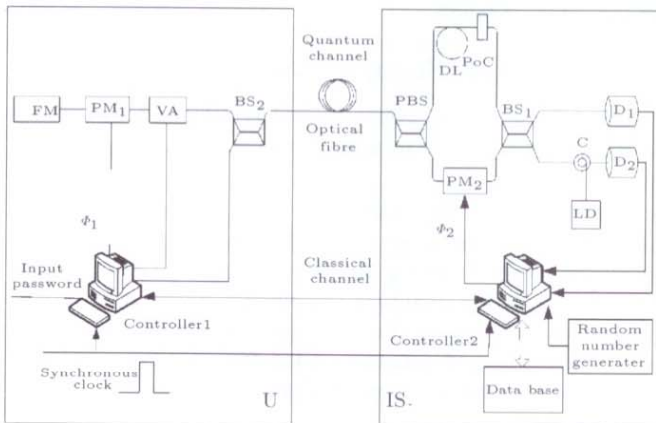 Quantum
channel
DL
PoC
FM
PM1
VA
BS2
PBS
BS1
D1
Optical
fibre
C
D2
PM2
LD
Φ1
Φ2
Input
password
Classical
channel
Controller1
Controller2
Random
number
generater
Synchronous
clock
Data base
U
IS.